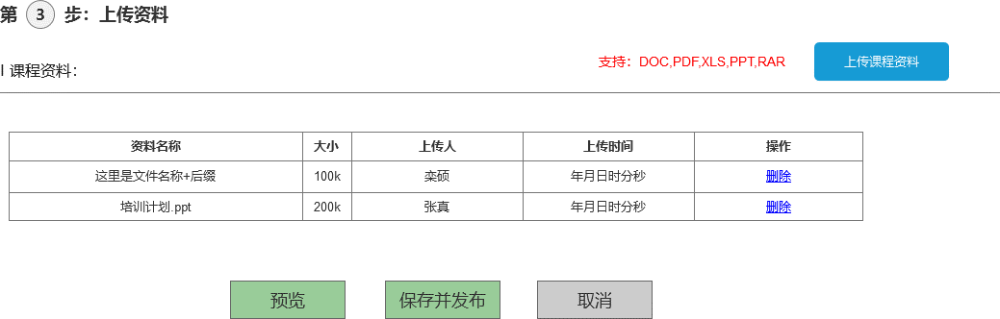 第 3 步：上传资料
支持：DOC,PDF,XLS,PPT,RAR 上传课程资料
I 课程资料：
资料名称 大小 上传人 上传时间 操作
这里是文件名称+后缀 100k 栾硕 年月日时分秒 删除
培训计划.ppt 200k 张真 年月日时分秒 删除
预览 保存并发布 取消